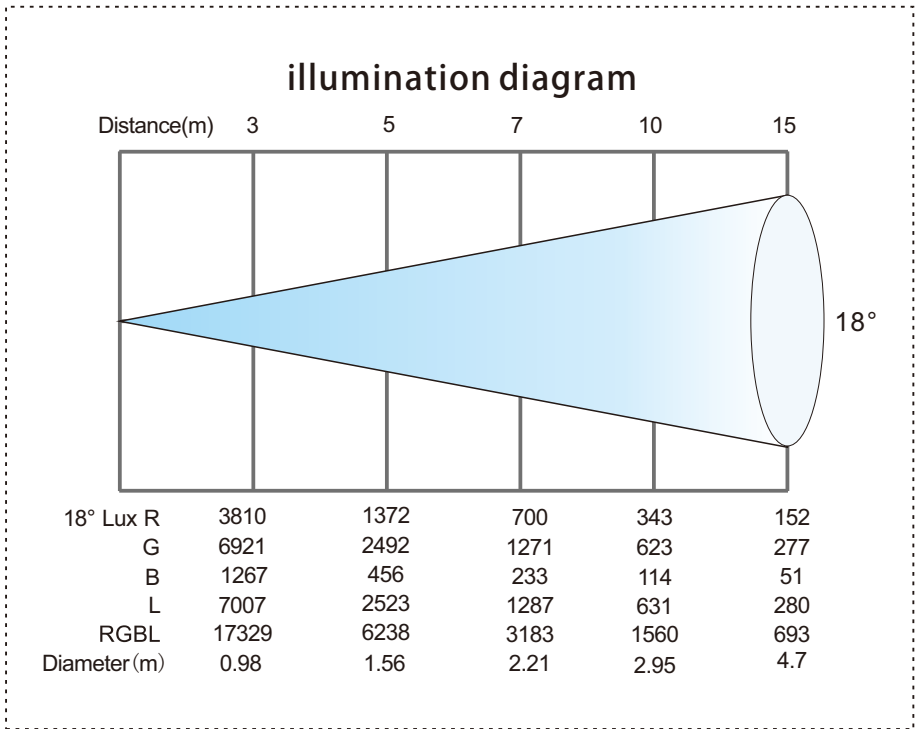 illumination diagram
Distance(m) 3 5 7 10 15
18°
18° Lux R 3810 1372 700 343 152
G 6921 2492 1271 623 277
B 1267 456 233 114 51
L 7007 2523 1287 631 280
RGBL 17329 6238 3183 1560 693
Diameter(m) 0.98 1.56 2.21 2.95 4.7